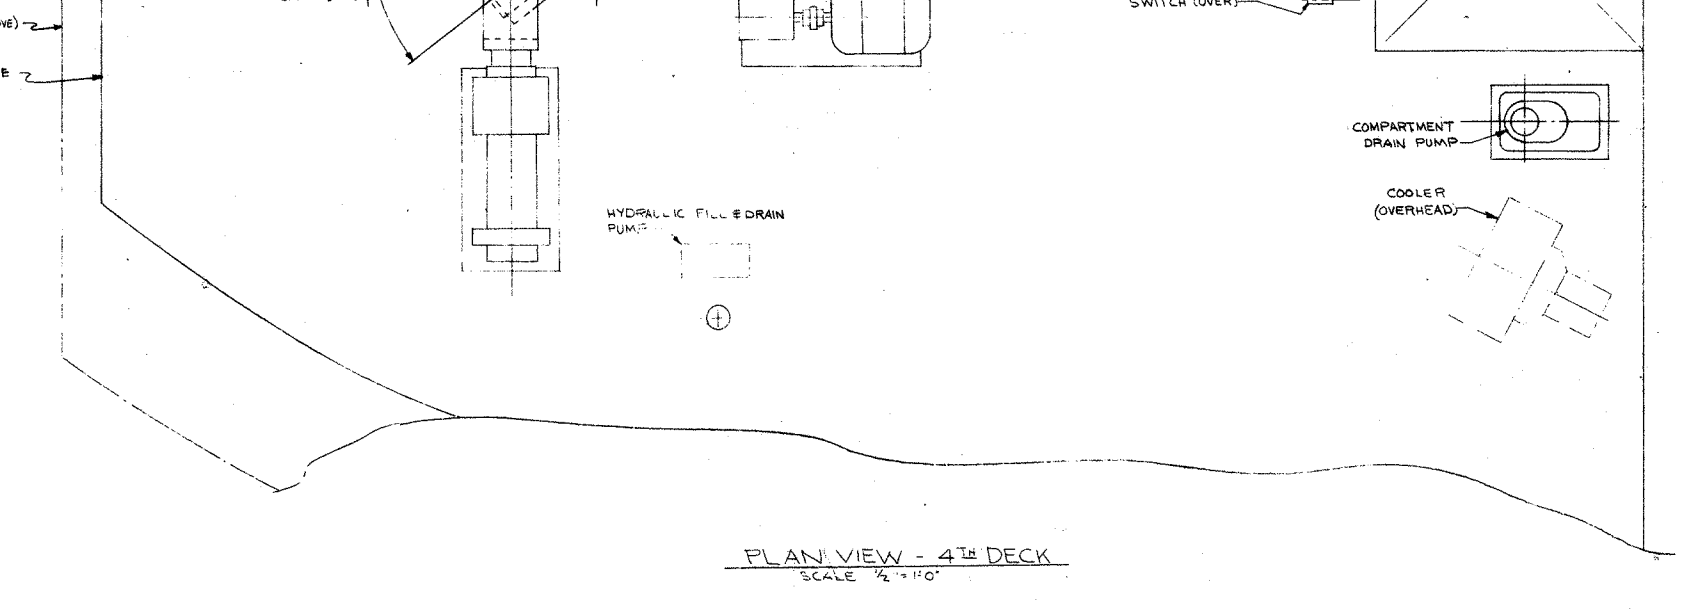 SWITCH (OVER)
E
COMPARTMENT
DRAIN PUMP
COOLER
(OVERHEAD)
HYDRAULIC FILL & DRAIN
PUMP
PLAN VIEW - 4TH DECK
SCALE 1/2" = 1'-0"